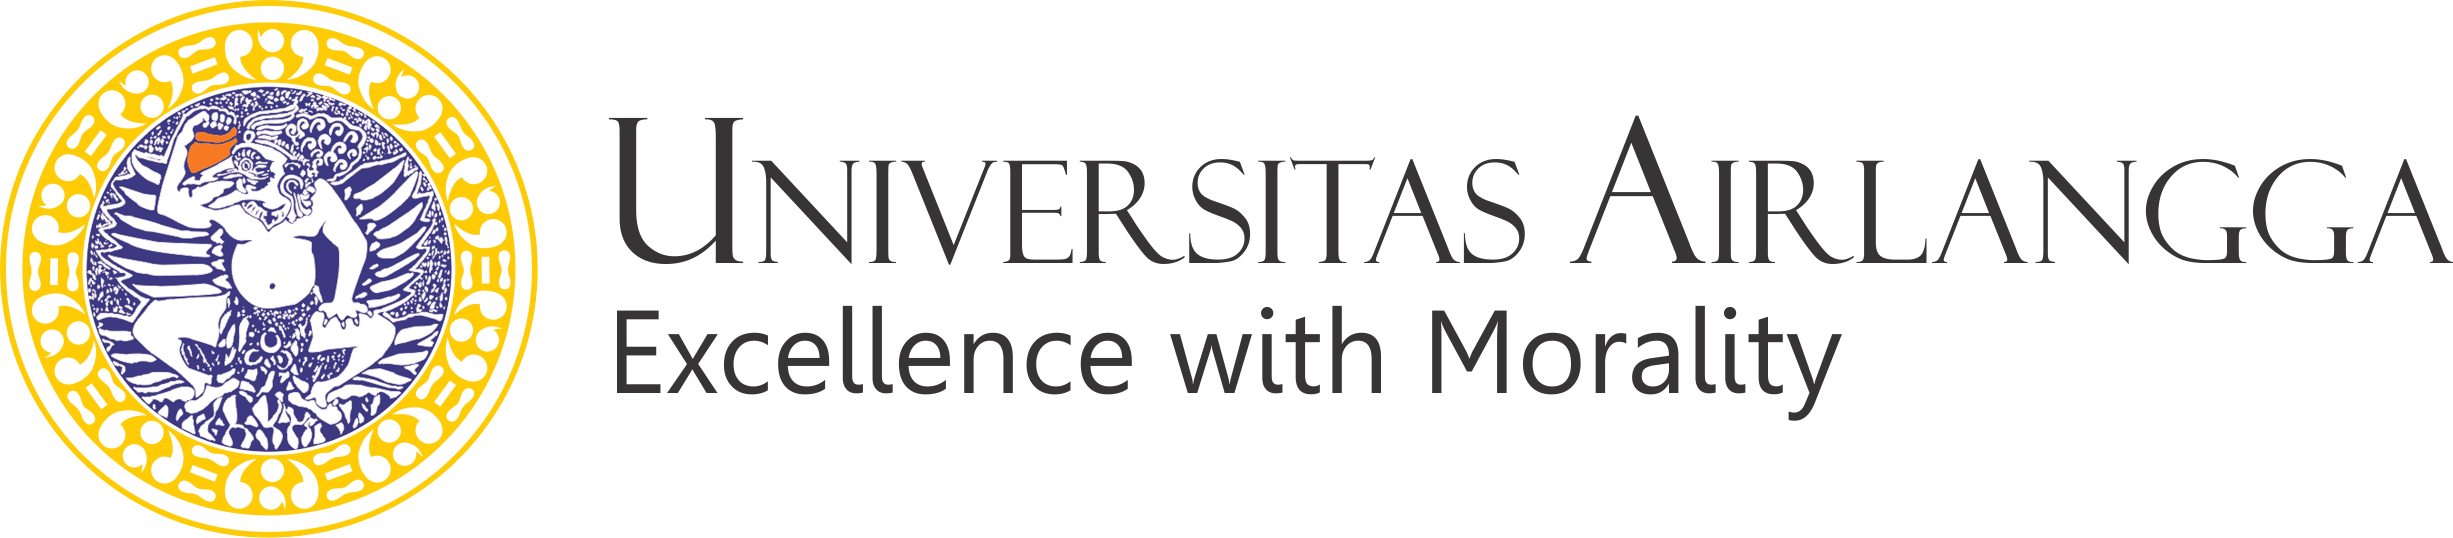 UNIVERSITAS AIRLANGGA
Excellence with Morality